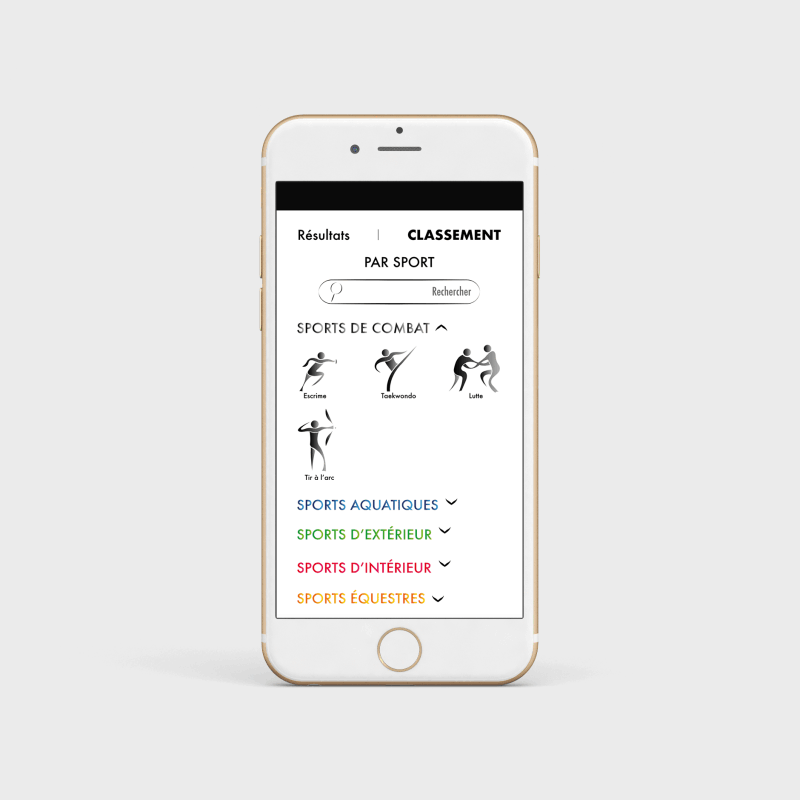 Résultats | CLASSEMENT
PAR SPORT
Rechercher
SPORTS DE COMBAT
Escrime Taekwondo Lutte
Tir à l'arc
SPORTS AQUATIQUES
SPORTS D'EXTÉRIEUR
SPORTS D'INTÉRIEUR
SPORTS ÉQUESTRES